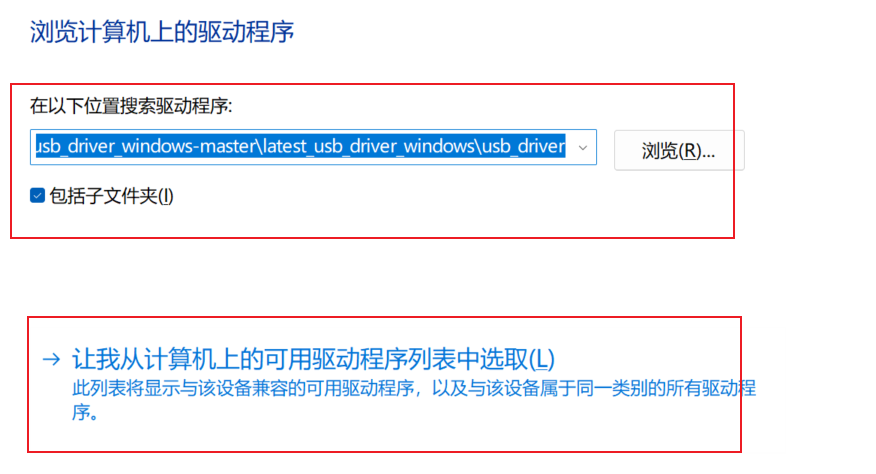 浏览计算机上的驱动程序
在以下位置搜索驱动程序:
usb_driver_windows-master\latest_usb_driver_windows\usb_driver
浏览(R)...
包括子文件夹(I)
→ 让我从计算机上的可用驱动程序列表中选取(L)
此列表将显示与该设备兼容的可用驱动程序，以及与该设备属于同一类别的所有驱动程
序。